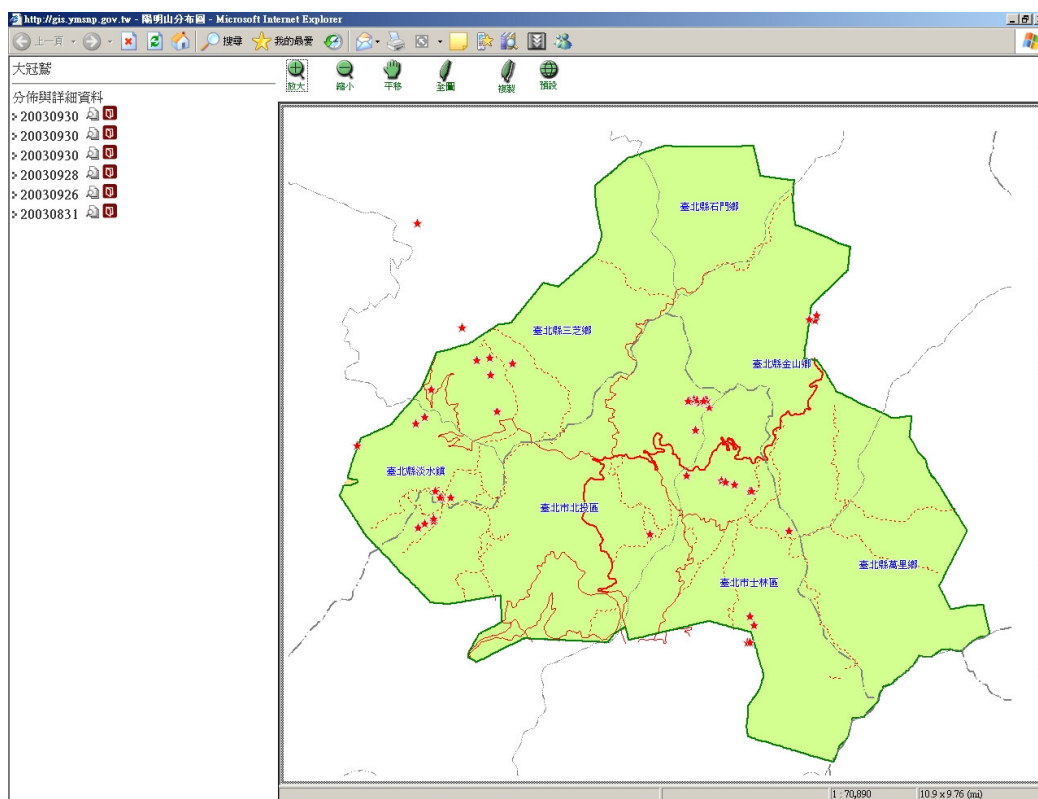 http://gis.ymsnp.gov.tw - 陽明山分布圖 - Microsoft Internet Explorer
上一頁 搜尋 我的最愛
大冠鷲
放大 縮小 平移 全圖 複製 預設
分佈與詳細資料
20030930
20030930
20030930
20030928
20030926
20030831
臺北縣石門鄉
臺北縣三芝鄉
臺北縣金山鄉
臺北縣淡水鎮
臺北市北投區
臺北縣萬里鄉
臺北市士林區
1 : 70,890 10.9 x 9.76 (mi)